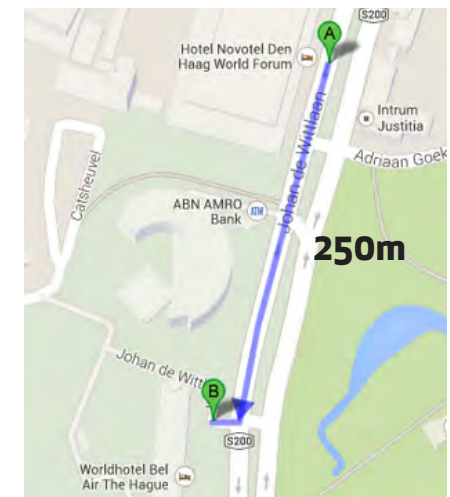 S200
A
Hotel Novotel Den
Haag World Forum
Intrum
Justitia
Johan de Wittlaan
Adriaan Goek
Catsheuvel
ABN AMRO
Bank
250m
Johan de Wittl
B
S200
Worldhotel Bel
Air The Hague